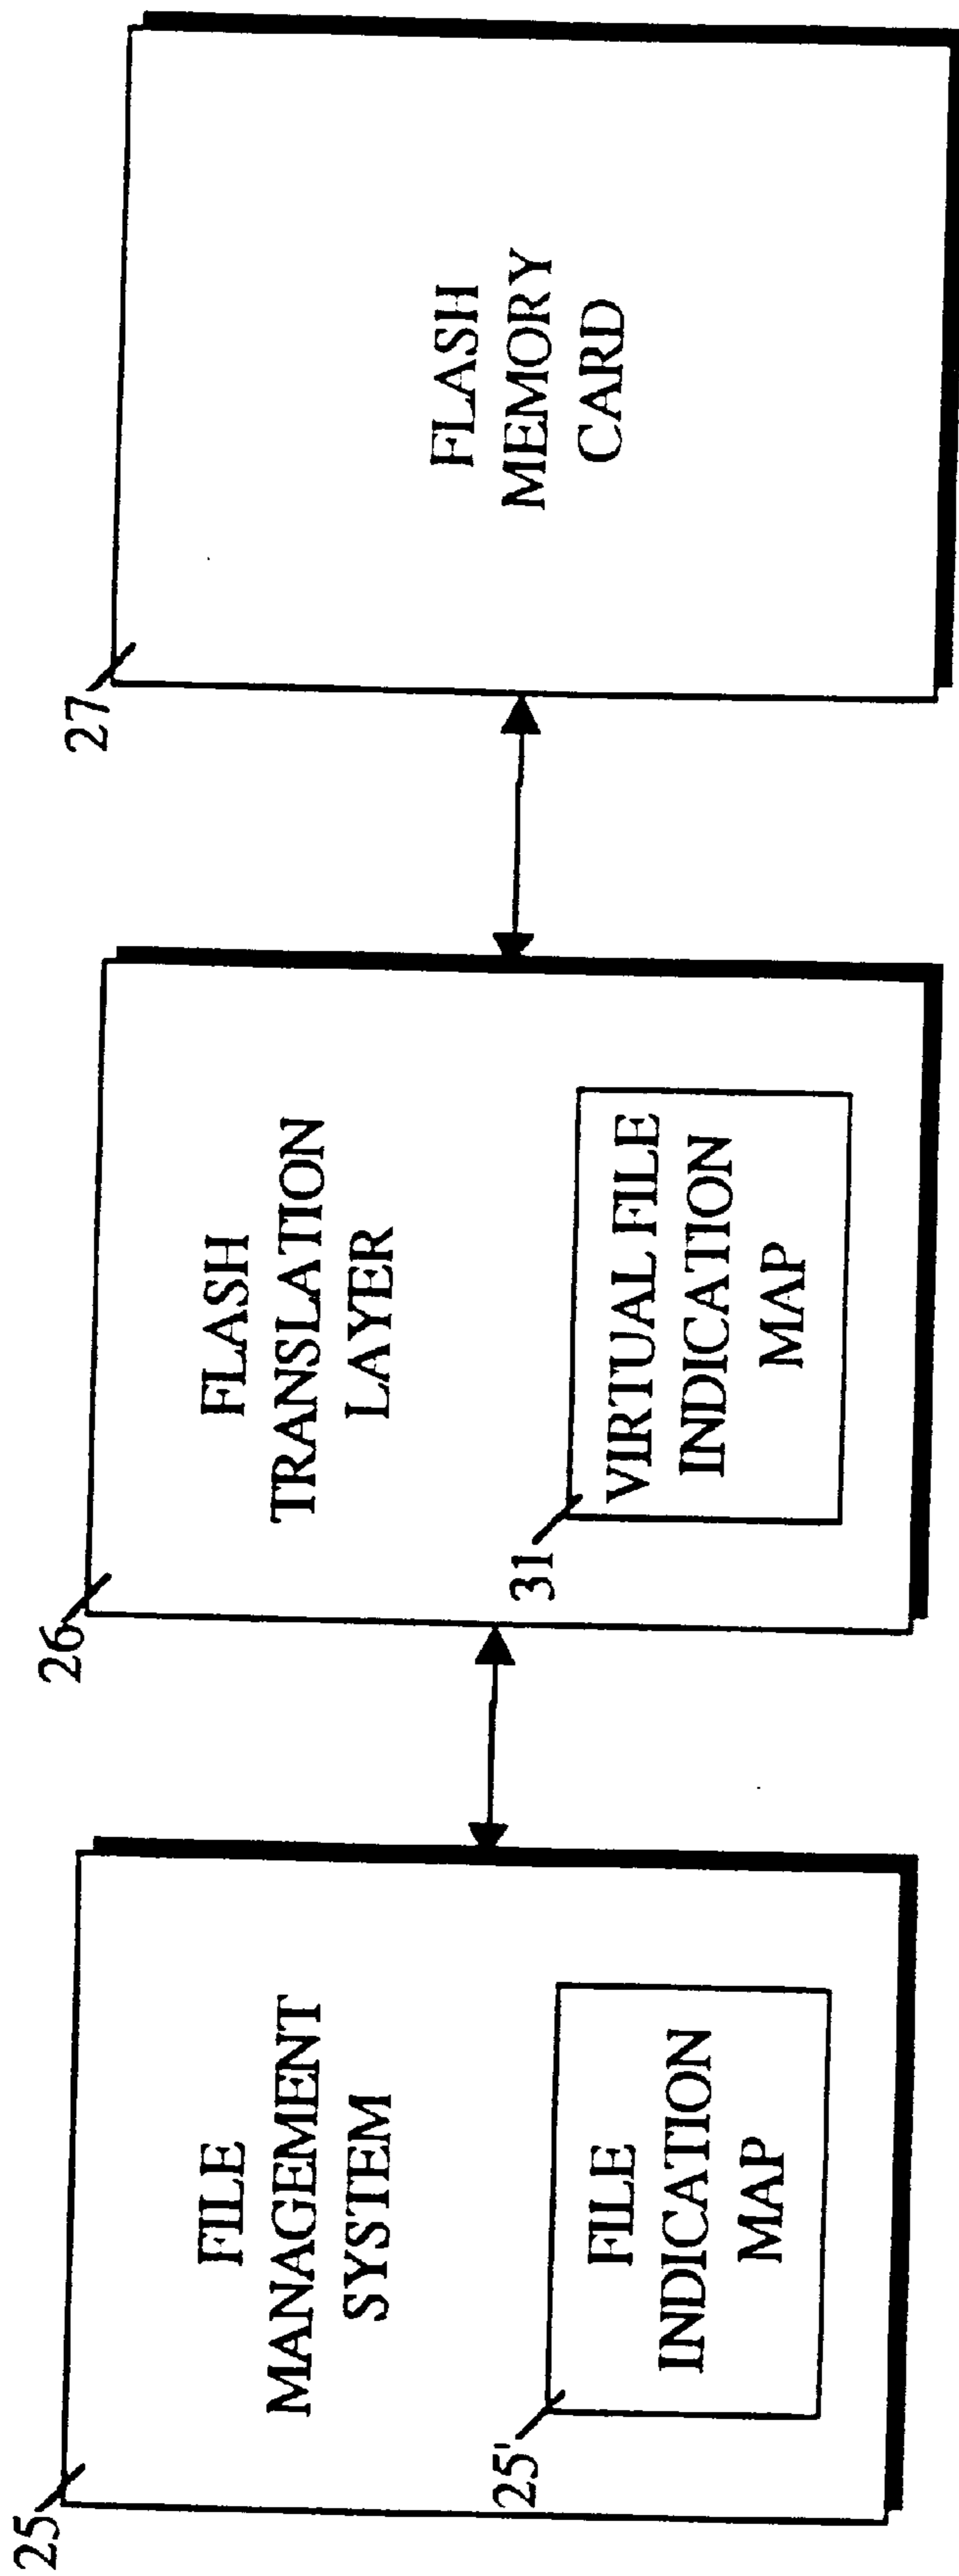 25
FILE
MANAGEMENT
SYSTEM
25'
FILE
INDICATION
MAP
26
FLASH
TRANSLATION
LAYER
31
VIRTUAL FILE
INDICATION
MAP
27
FLASH
MEMORY
CARD